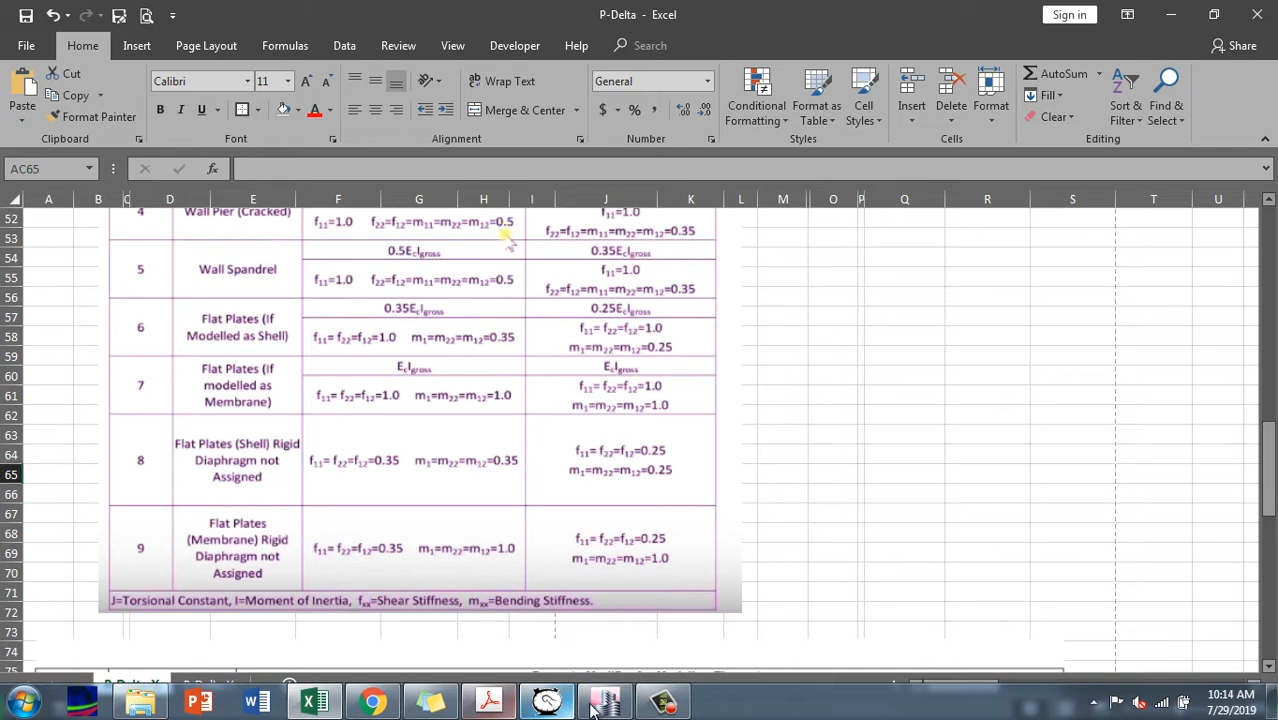 P-Delta - Excel
Sign in
File Home Insert Page Layout Formulas Data Review View Developer Help Search Share
Paste
Cut
Copy
Format Painter
Calibri 11
B I U
Wrap Text
Merge & Center
General
$ % ,
Conditional Formatting
Format as Table
Cell Styles
Insert
Delete
Format
AutoSum
Fill
Clear
Sort & Filter
Find & Select
Clipboard Font Alignment Number Styles Cells Editing
AC65 fx
A B C D E F G H I J K L M O P Q R S T U
52
53
54
55
56
57
58
59
60
61
62
63
64
65
66
67
68
69
70
71
72
73
74
75
4 Wall Pier (Cracked) f11=1.0 f22=f12=m11=m22=m12=0.5 f11=1.0
f22=f12=m11=m22=m12=0.35
5 Wall Spandrel 0.5EcIgross 0.35EcIgross
f11=1.0 f22=f12=m11=m22=m12=0.5 f11=1.0
f22=f12=m11=m22=m12=0.35
6 Flat Plates (If Modelled as Shell) 0.35EcIgross 0.25EcIgross
f11= f22=f12=1.0 m1=m22=m12=0.35 f11= f22=f12=1.0
m1=m22=m12=0.25
7 Flat Plates (If modelled as Membrane) EcIgross EcIgross
f11= f22=f12=1.0 m1=m22=m12=1.0 f11= f22=f12=1.0
m1=m22=m12=1.0
8 Flat Plates (Shell) Rigid Diaphragm not Assigned f11= f22=f12=0.35 m1=m22=m12=0.35 f11= f22=f12=0.25
m1=m22=m12=0.25
9 Flat Plates (Membrane) Rigid Diaphragm not Assigned f11= f22=f12=0.35 m1=m22=m12=1.0 f11= f22=f12=0.25
m1=m22=m12=1.0
J=Torsional Constant, I=Moment of Inertia, fxx=Shear Stiffness, mxx=Bending Stiffness.
10:14 AM
7/29/2019